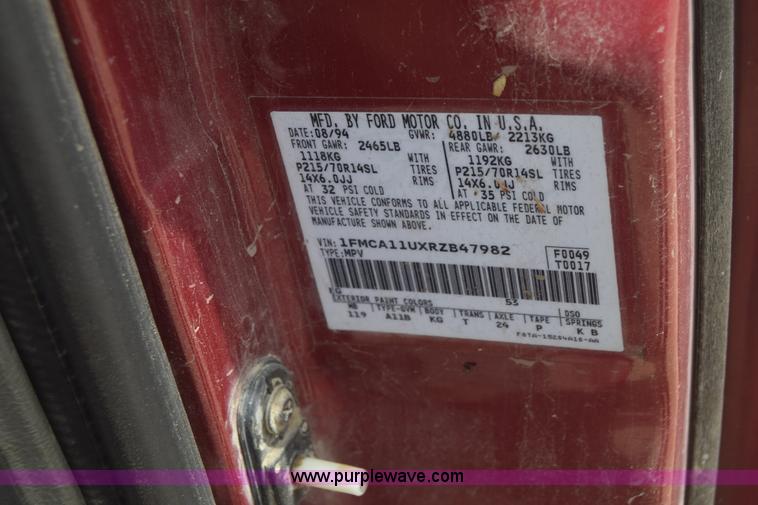 MFD. BY FORD MOTOR CO. IN U.S.A.
DATE: 08/94 GVWR: 4880LB 2213KG
FRONT GAWR: 2465LB REAR GAWR: 2630LB
1118KG WITH 1192KG WITH
P215/70R14SL TIRES P215/70R14SL TIRES
14X6.0JJ RIMS 14X6.0JJ RIMS
AT 32 PSI COLD AT 35 PSI COLD
THIS VEHICLE CONFORMS TO ALL APPLICABLE FEDERAL MOTOR
VEHICLE SAFETY STANDARDS IN EFFECT ON THE DATE OF
MANUFACTURE SHOWN ABOVE.
VIN: 1FMCA11UXRZB47982 F0049
TYPE: MPV T0017
EG 53
EXTERIOR PAINT COLORS DSO
WB TYPE-GVW BODY TRANS AXLE TAPE SPRINGS
119 A11B KG T 24 P K B
www.purplewave.com